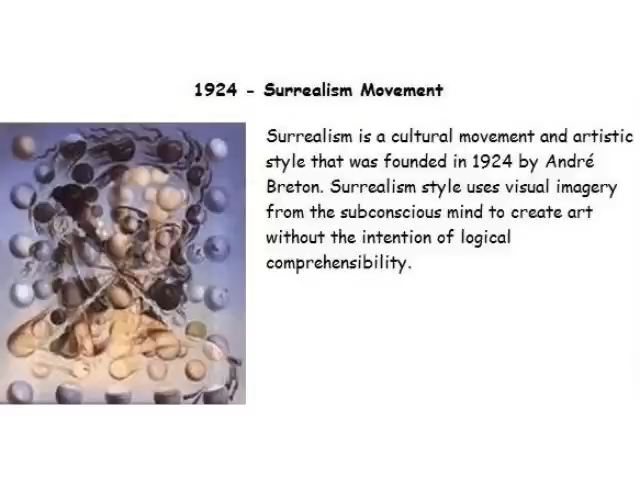 1924 - Surrealism Movement
Surrealism is a cultural movement and artistic
style that was founded in 1924 by André
Breton. Surrealism style uses visual imagery
from the subconscious mind to create art
without the intention of logical
comprehensibility.